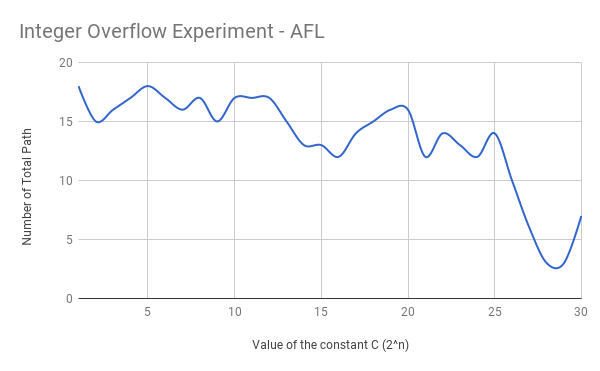 Integer Overflow Experiment - AFL
Number of Total Path
20
15
10
5
0
5 10 15 20 25 30
Value of the constant C (2^n)